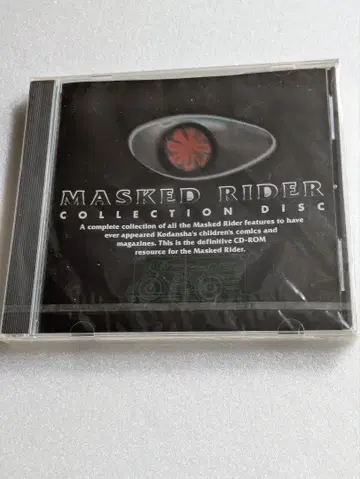 MASKED RIDER
COLLECTION DISC
A complete collection of all the Masked Rider features to have
ever appeared Kodansha's children's comics and
magazines. This is the definitive CD-ROM
resource for the Masked Rider.